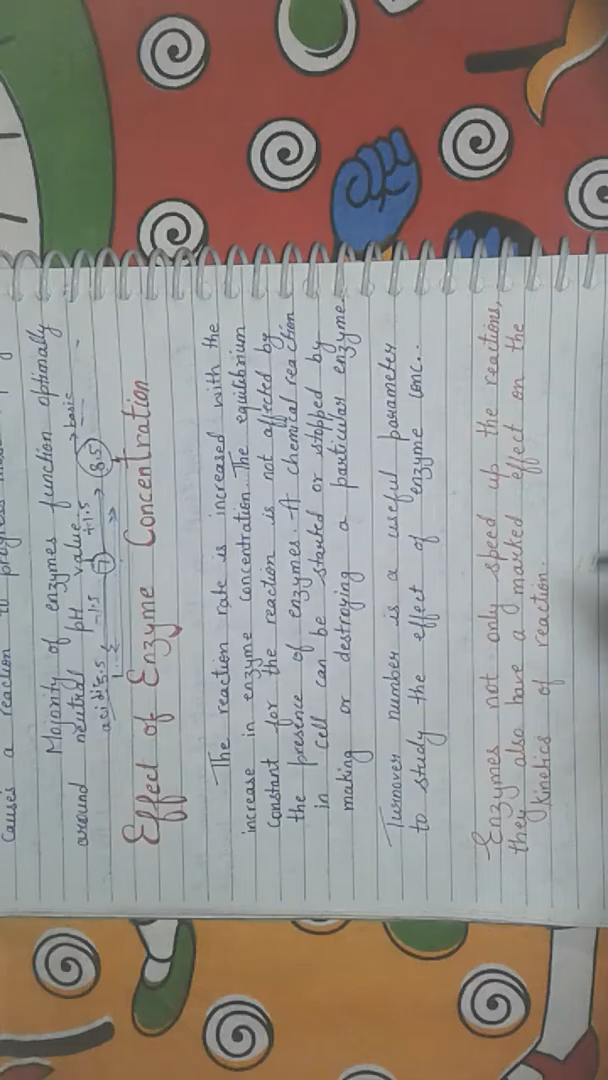 causes a reaction to progress
Majority of enzymes function optimally
around neutral pH value.
acidic 5.5 -1.5 7 +1.5 8.5 → basic
Effect of Enzyme Concentration
The reaction rate is increased with the
increase in enzyme concentration. The equilibrium
constant for the reaction is not affected by
the presence of enzymes. A chemical reaction
in cell can be started or stopped by
making or destroying a particular enzyme.
Turnover number is a useful parameter
to study the effect of enzyme conc..
Enzymes not only speed up the reactions,
they also have a marked effect on the
kinetics of reaction.